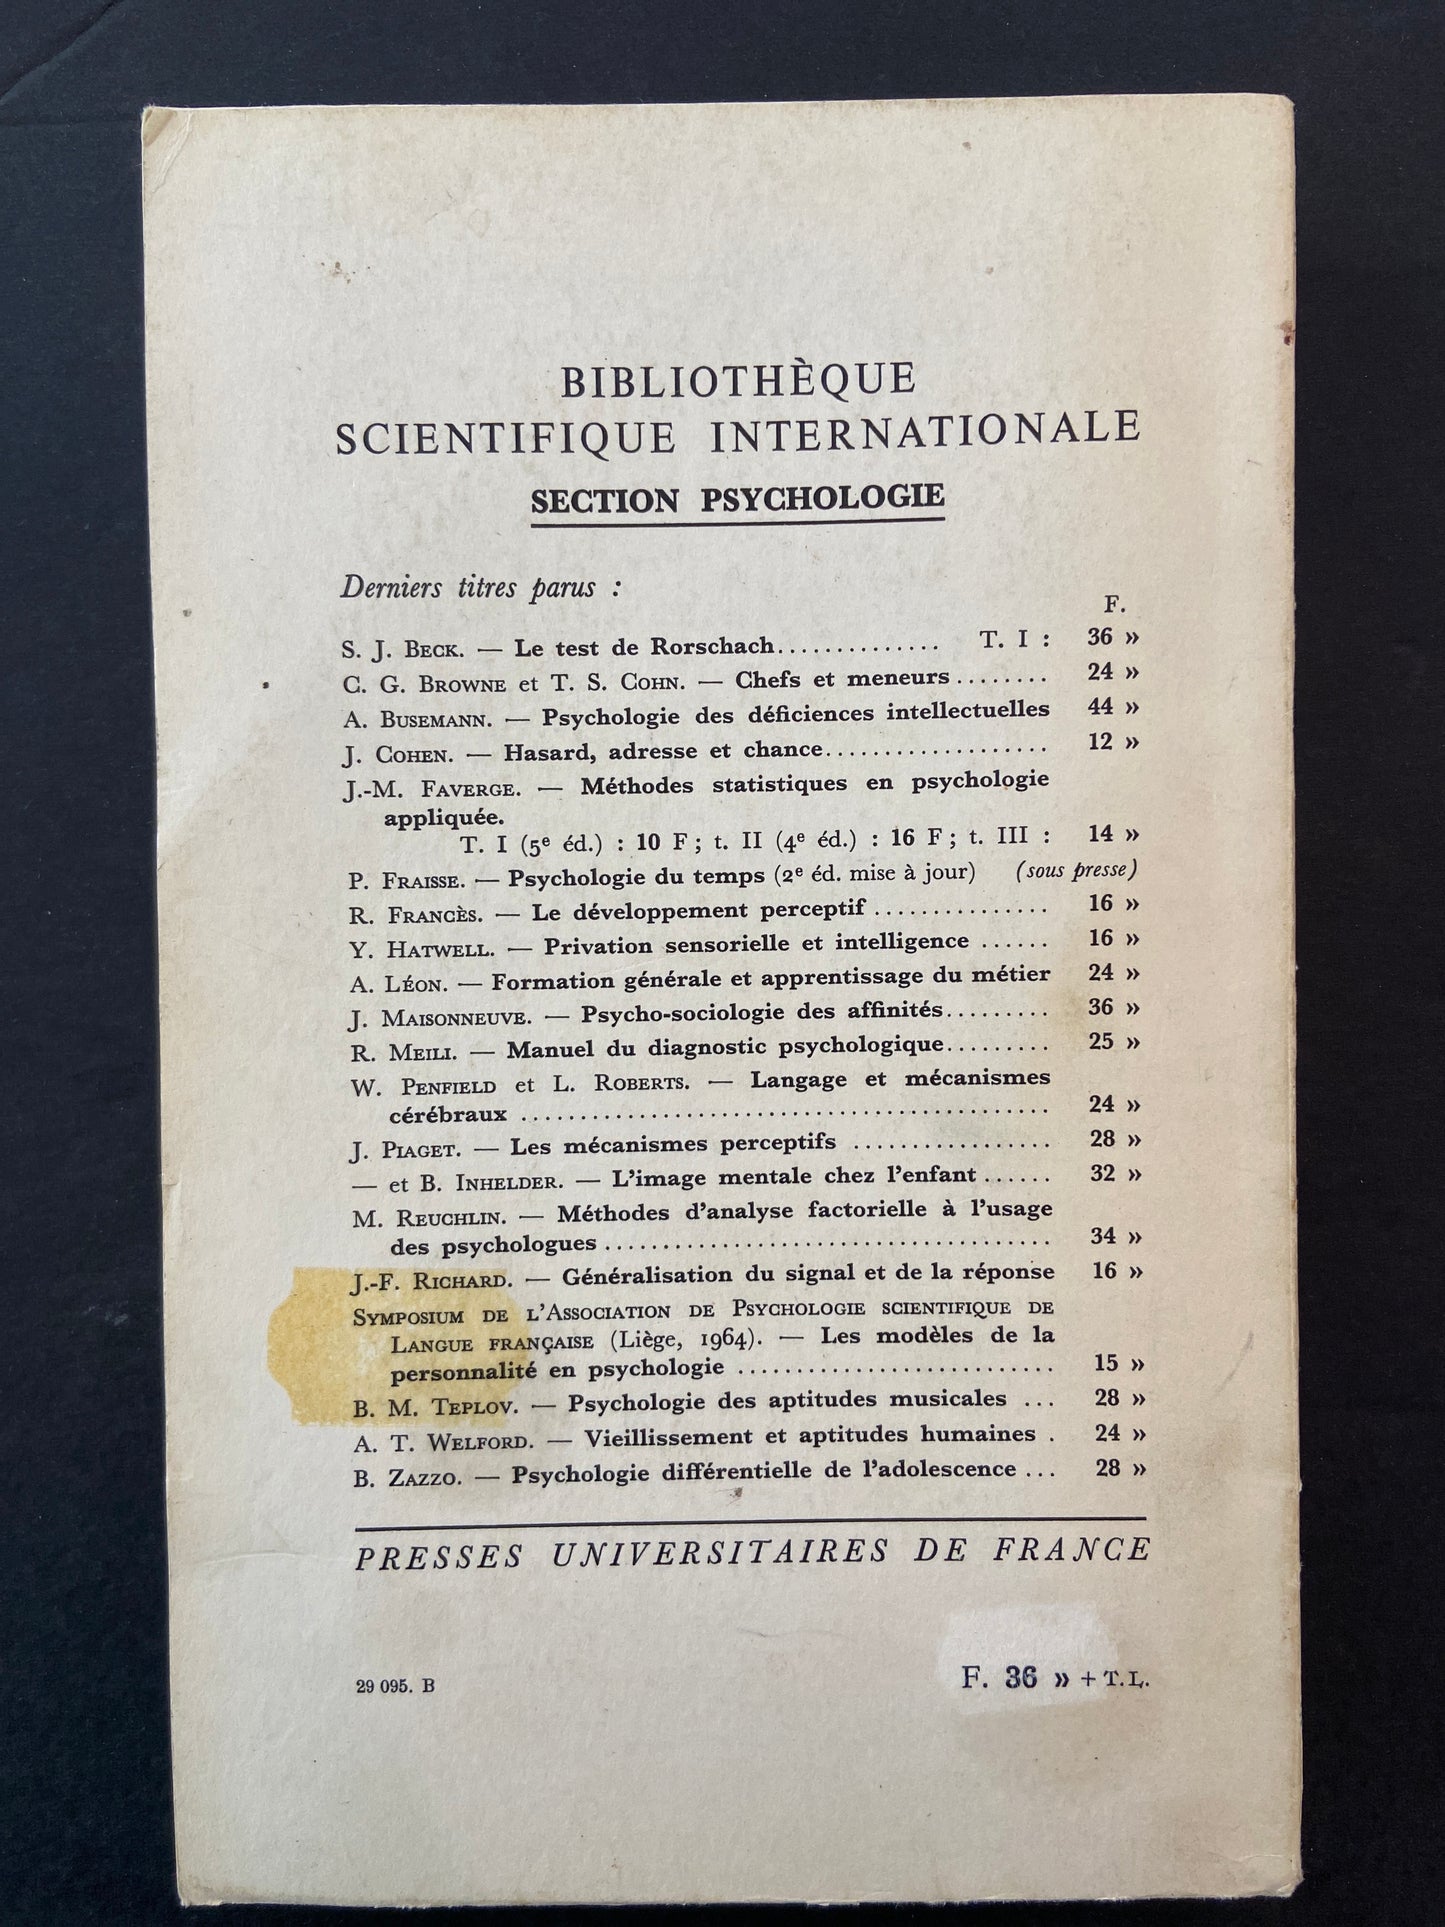 BIBLIOTHÈQUE
SCIENTIFIQUE INTERNATIONALE
SECTION PSYCHOLOGIE
Derniers titres parus :
F.
S. J. BECK. — Le test de Rorschach.............. T. I : 36 »
C. G. BROWNE et T. S. COHN. — Chefs et meneurs........ 24 »
A. BUSEMANN. — Psychologie des déficiences intellectuelles 44 »
J. COHEN. — Hasard, adresse et chance................... 12 »
J.-M. FAVERGE. — Méthodes statistiques en psychologie
appliquée.
T. I (5e éd.) : 10 F ; t. II (4e éd.) : 16 F ; t. III : 14 »
P. FRAISSE. — Psychologie du temps (2e éd. mise à jour) (sous presse)
R. FRANCÈS. — Le développement perceptif ............... 16 »
Y. HATWELL. — Privation sensorielle et intelligence ...... 16 »
A. LÉON. — Formation générale et apprentissage du métier 24 »
J. MAISONNEUVE. — Psycho-sociologie des affinités......... 36 »
R. MEILI. — Manuel du diagnostic psychologique......... 25 »
W. PENFIELD et L. ROBERTS. — Langage et mécanismes
cérébraux ............................................. 24 »
J. PIAGET. — Les mécanismes perceptifs ................. 28 »
— et B. INHELDER. — L'image mentale chez l'enfant...... 32 »
M. REUCHLIN. — Méthodes d'analyse factorielle à l'usage
des psychologues...................................... 34 »
J.-F. RICHARD. — Généralisation du signal et de la réponse 16 »
SYMPOSIUM DE L'ASSOCIATION DE PSYCHOLOGIE SCIENTIFIQUE DE
LANGUE FRANÇAISE (Liège, 1964). — Les modèles de la
personnalité en psychologie ........................... 15 »
B. M. TEPLOV. — Psychologie des aptitudes musicales ... 28 »
A. T. WELFORD. — Vieillissement et aptitudes humaines . 24 »
B. ZAZZO. — Psychologie différentielle de l'adolescence ... 28 »
PRESSES UNIVERSITAIRES DE FRANCE
29 095. B F. 36 » + T.L.